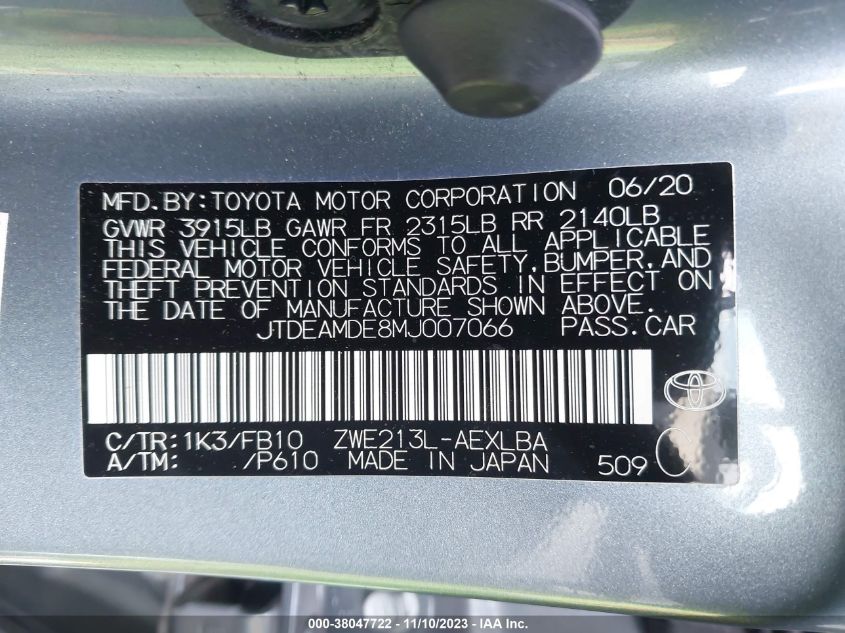 MFD.BY:TOYOTA MOTOR CORPORATION 06/20
GVWR 3915LB GAWR FR 2315LB RR 2140LB
THIS VEHICLE CONFORMS TO ALL APPLICABLE
FEDERAL MOTOR VEHICLE SAFETY,BUMPER,AND
THEFT PREVENTION STANDARDS IN EFFECT ON
THE DATE OF MANUFACTURE SHOWN ABOVE.
JTDEAMDE8MJ007066 PASS.CAR
C/TR:1K3/FB10 ZWE213L-AEXLBA
A/TM: /P610 MADE IN JAPAN 509 C
000-38047722 - 11/10/2023 - IAA Inc.